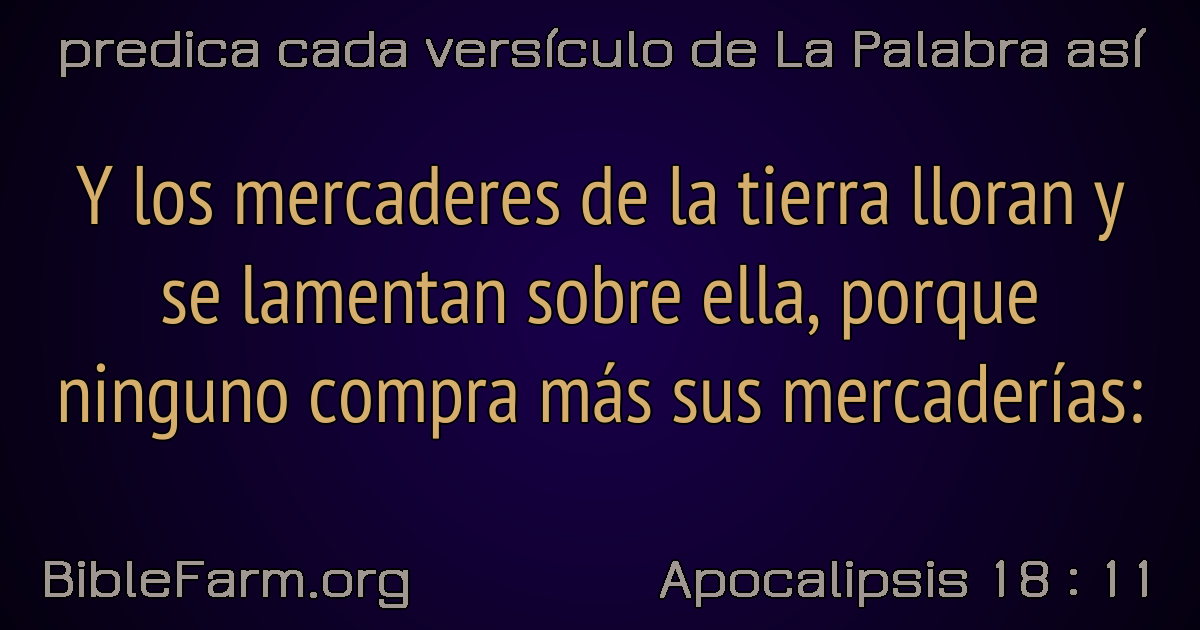 predica cada versículo de La Palabra así
Y los mercaderes de la tierra lloran y
se lamentan sobre ella, porque
ninguno compra más sus mercaderías:
BibleFarm.org
Apocalipsis 18 : 11